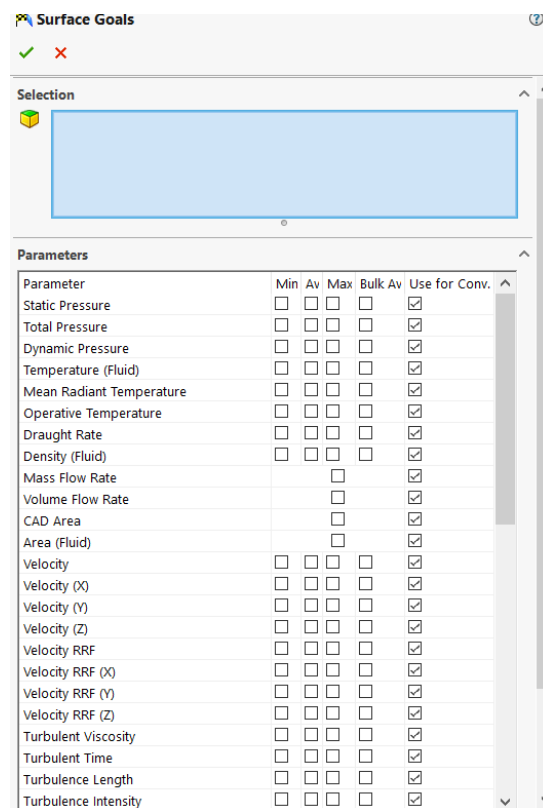 Surface Goals
Selection
Parameters
Parameter Min Av Max Bulk Av Use for Conv.
Static Pressure
Total Pressure
Dynamic Pressure
Temperature (Fluid)
Mean Radiant Temperature
Operative Temperature
Draught Rate
Density (Fluid)
Mass Flow Rate
Volume Flow Rate
CAD Area
Area (Fluid)
Velocity
Velocity (X)
Velocity (Y)
Velocity (Z)
Velocity RRF
Velocity RRF (X)
Velocity RRF (Y)
Velocity RRF (Z)
Turbulent Viscosity
Turbulent Time
Turbulence Length
Turbulence Intensity